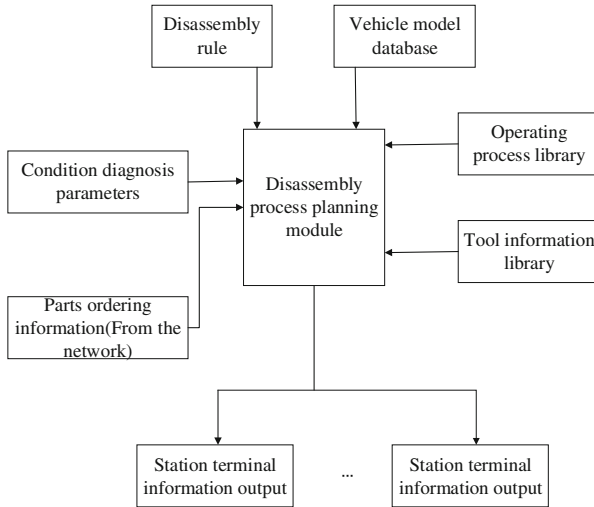 Disassembly
rule
Vehicle model
database
Operating
process library
Condition diagnosis
parameters
Disassembly
process planning
module
Tool information
library
Parts ordering
information(From the
network)
Station terminal
information output
...
Station terminal
information output